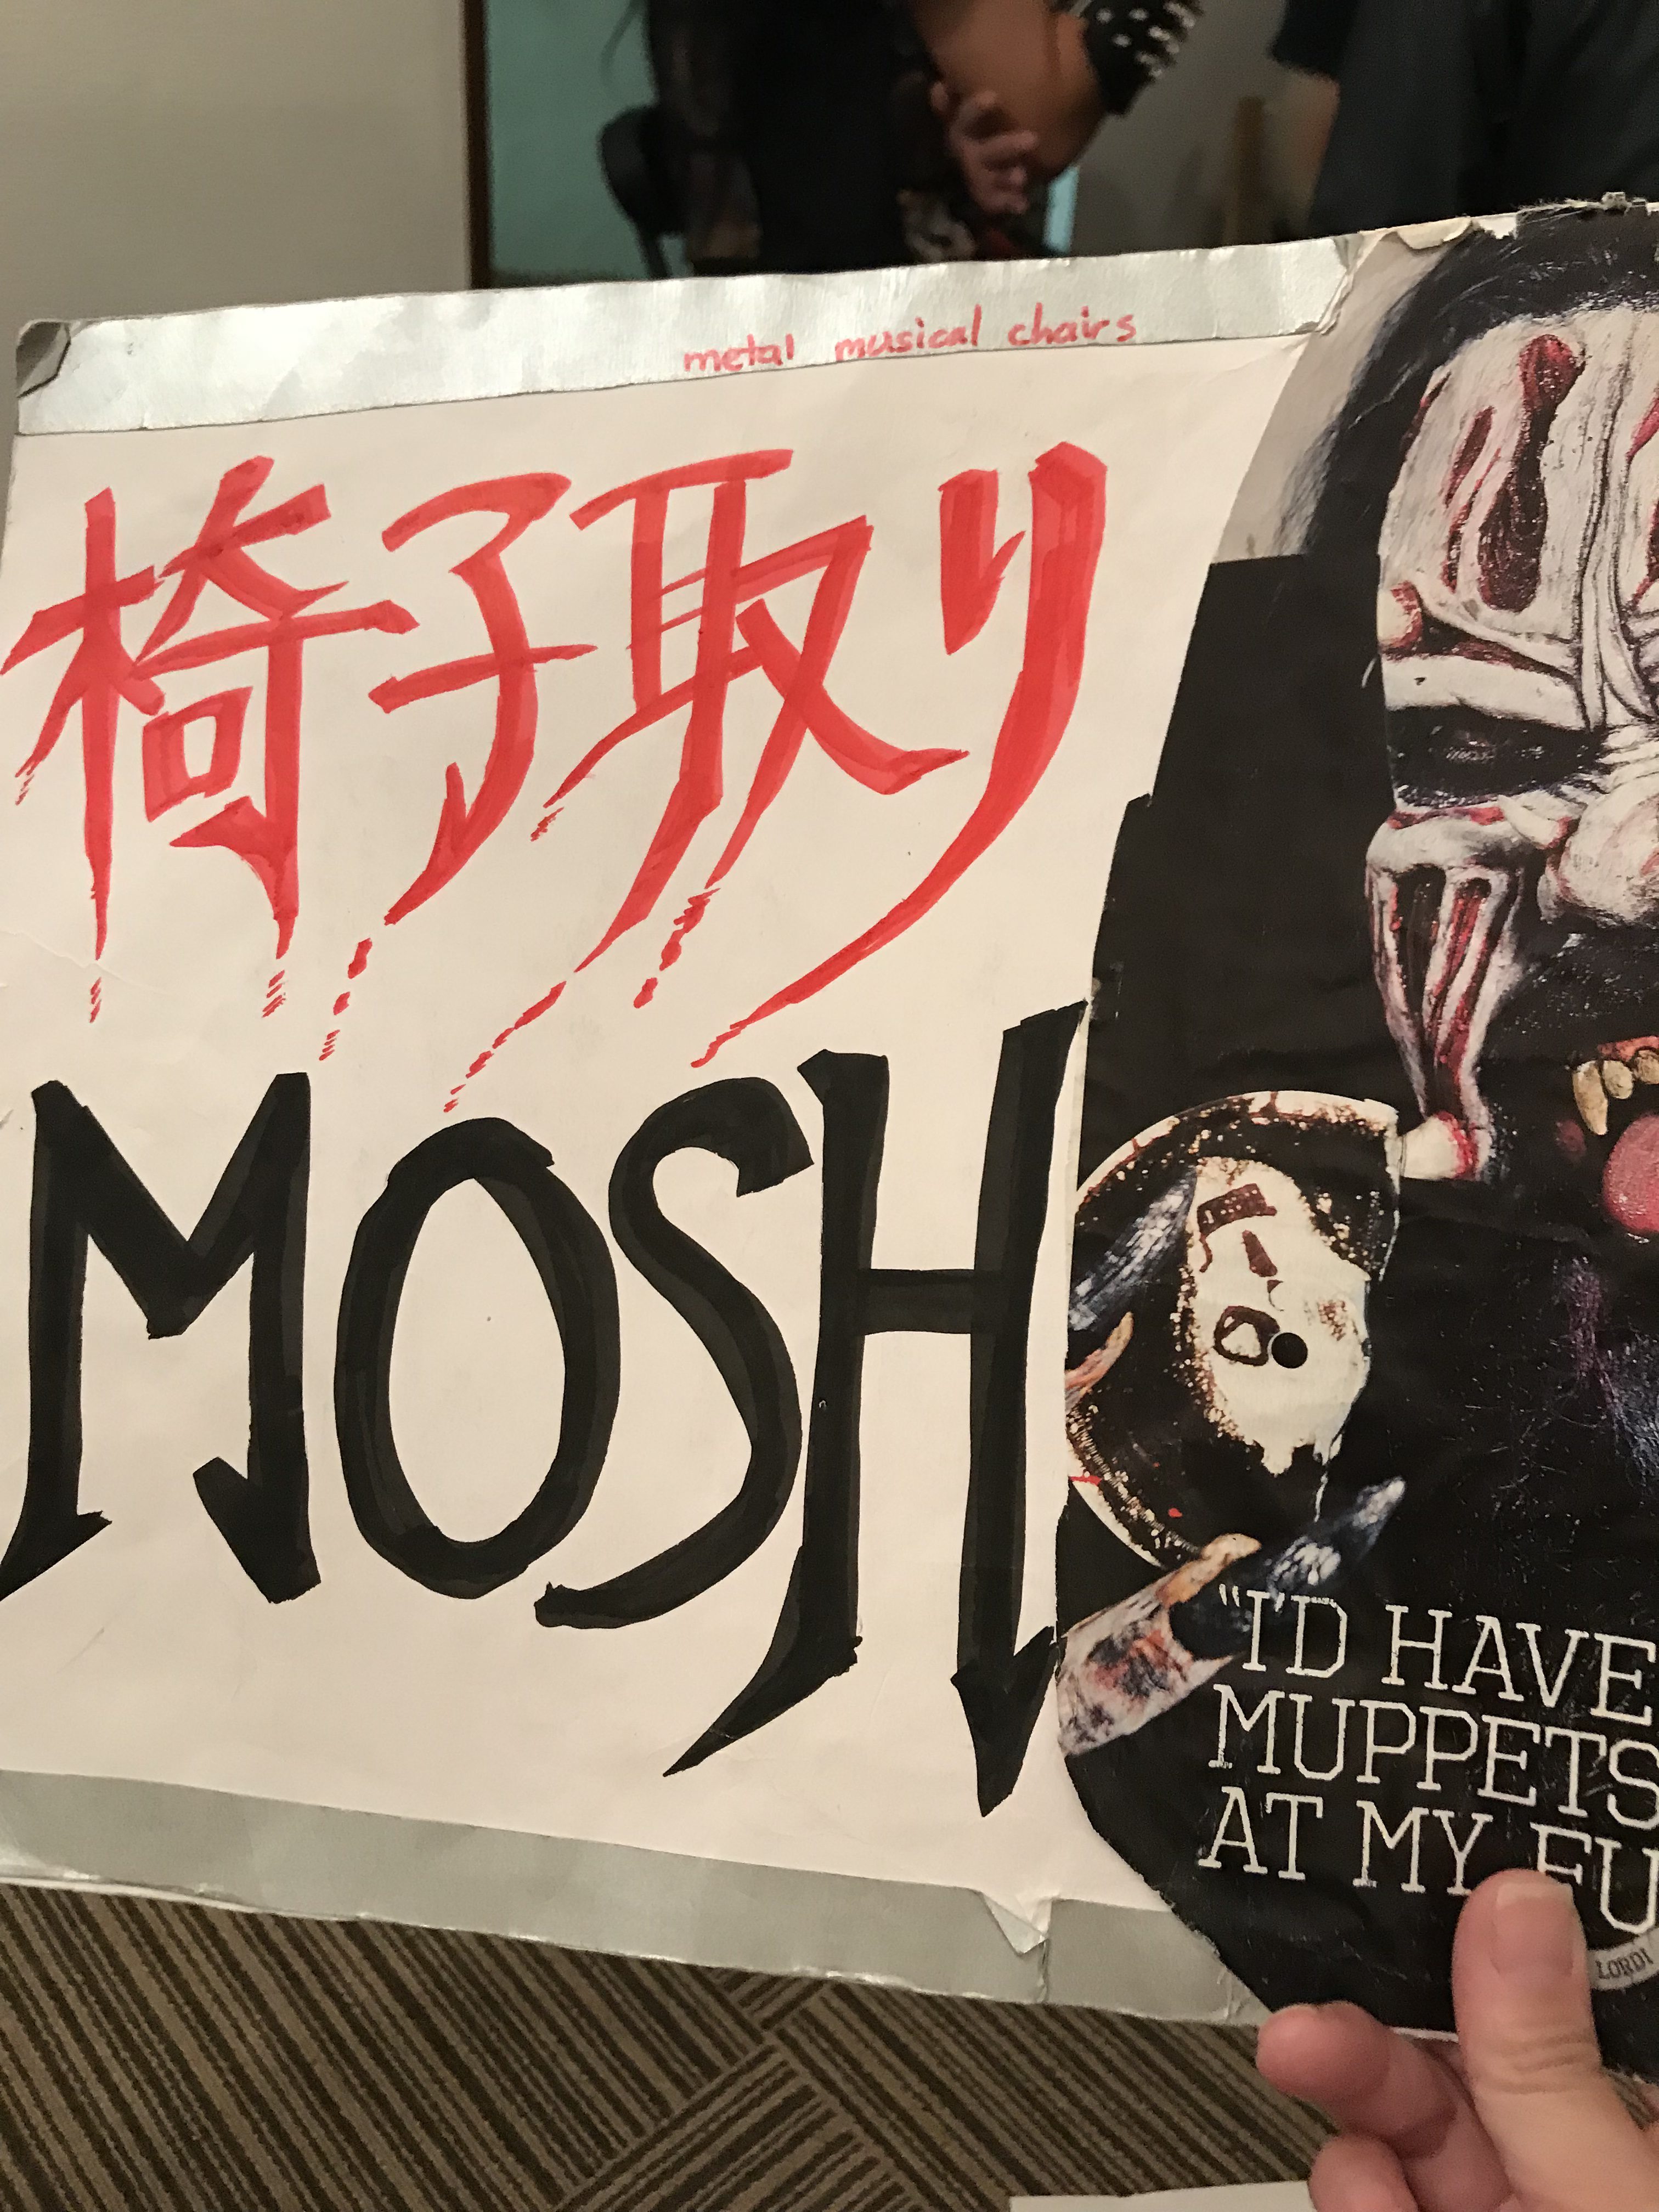 metal musical chairs
椅子取り
MOSH
"I'D HAVE
MUPPETS
AT MY FU
LORDI